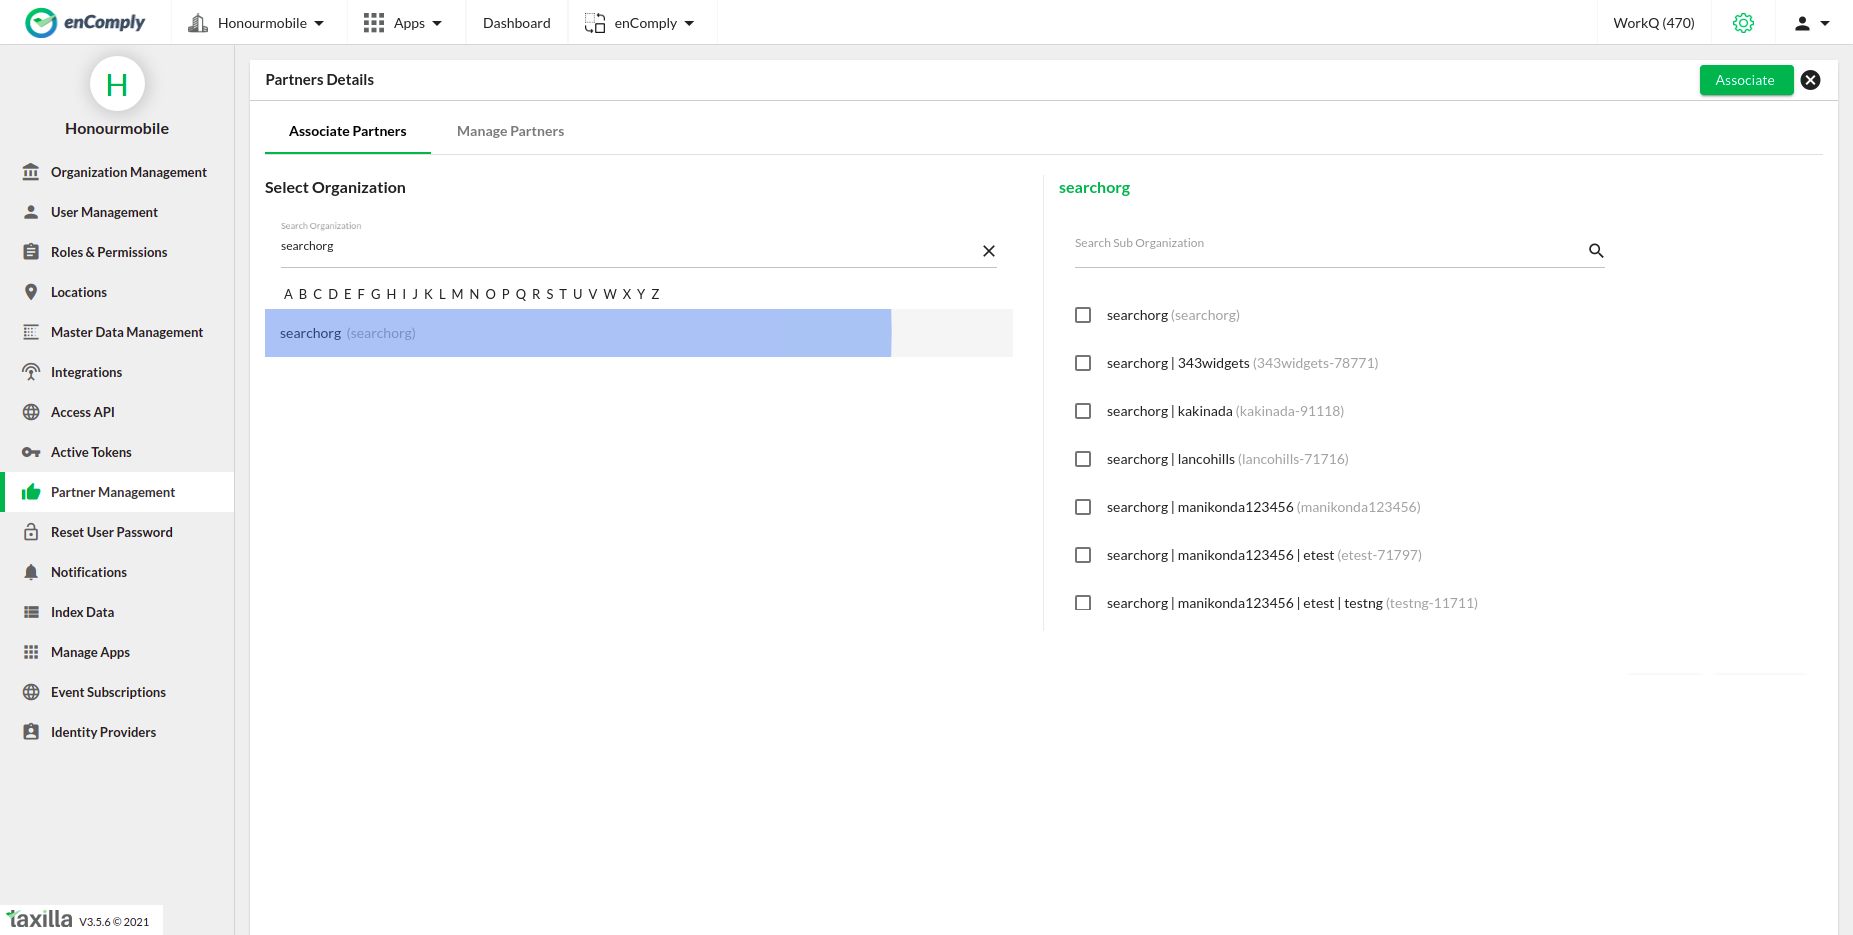 enComply
Honourmobile
Apps
Dashboard
enComply
WorkQ (470)
H
Honourmobile
Organization Management
User Management
Roles & Permissions
Locations
Master Data Management
Integrations
Access API
Active Tokens
Partner Management
Reset User Password
Notifications
Index Data
Manage Apps
Event Subscriptions
Identity Providers
taxilla V3.5.6 © 2021
Partners Details
Associate
Associate Partners
Manage Partners
Select Organization
Search Organization
searchorg
A B C D E F G H I J K L M N O P Q R S T U V W X Y Z
searchorg (searchorg)
searchorg
Search Sub Organization
searchorg (searchorg)
searchorg | 343widgets (343widgets-78771)
searchorg | kakinada (kakinada-91118)
searchorg | lancohills (lancohills-71716)
searchorg | manikonda123456 (manikonda123456)
searchorg | manikonda123456 | etest (etest-71797)
searchorg | manikonda123456 | etest | testng (testng-11711)